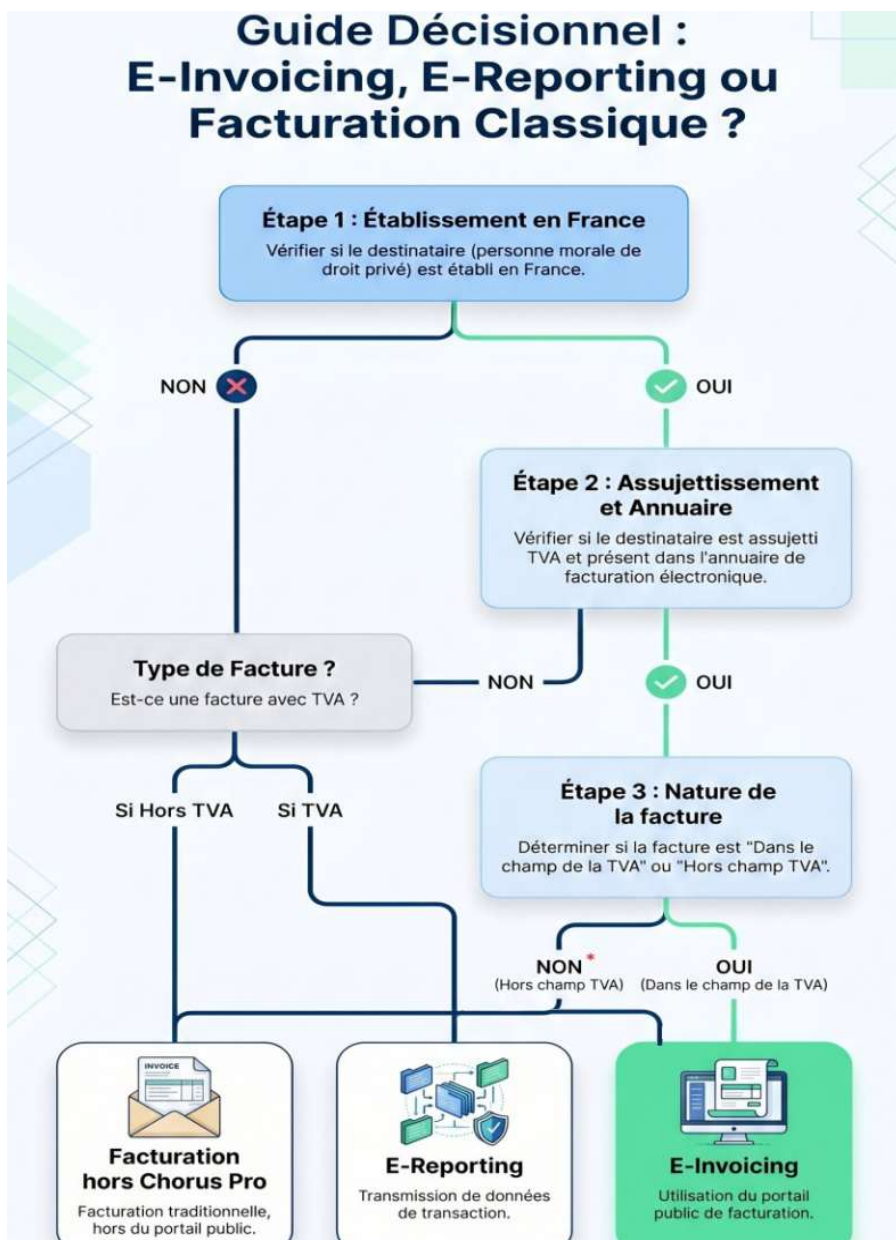 Guide Décisionnel :
E-Invoicing, E-Reporting ou
Facturation Classique ?
Étape 1 : Établissement en France
Vérifier si le destinataire (personne morale de
droit privé) est établi en France.
NON
OUI
Étape 2 : Assujettissement
et Annuaire
Vérifier si le destinataire est assujetti
TVA et présent dans l'annuaire de
facturation électronique.
Type de Facture ?
Est-ce une facture avec TVA ?
NON
OUI
Si Hors TVA
Si TVA
Étape 3 : Nature de
la facture
Déterminer si la facture est "Dans le
champ de la TVA" ou "Hors champ TVA".
NON *
(Hors champ TVA)
OUI
(Dans le champ de la TVA)
INVOICE
Facturation
hors Chorus Pro
Facturation traditionnelle,
hors du portail public.
E-Reporting
Transmission de données
de transaction.
E-Invoicing
Utilisation du portail
public de facturation.